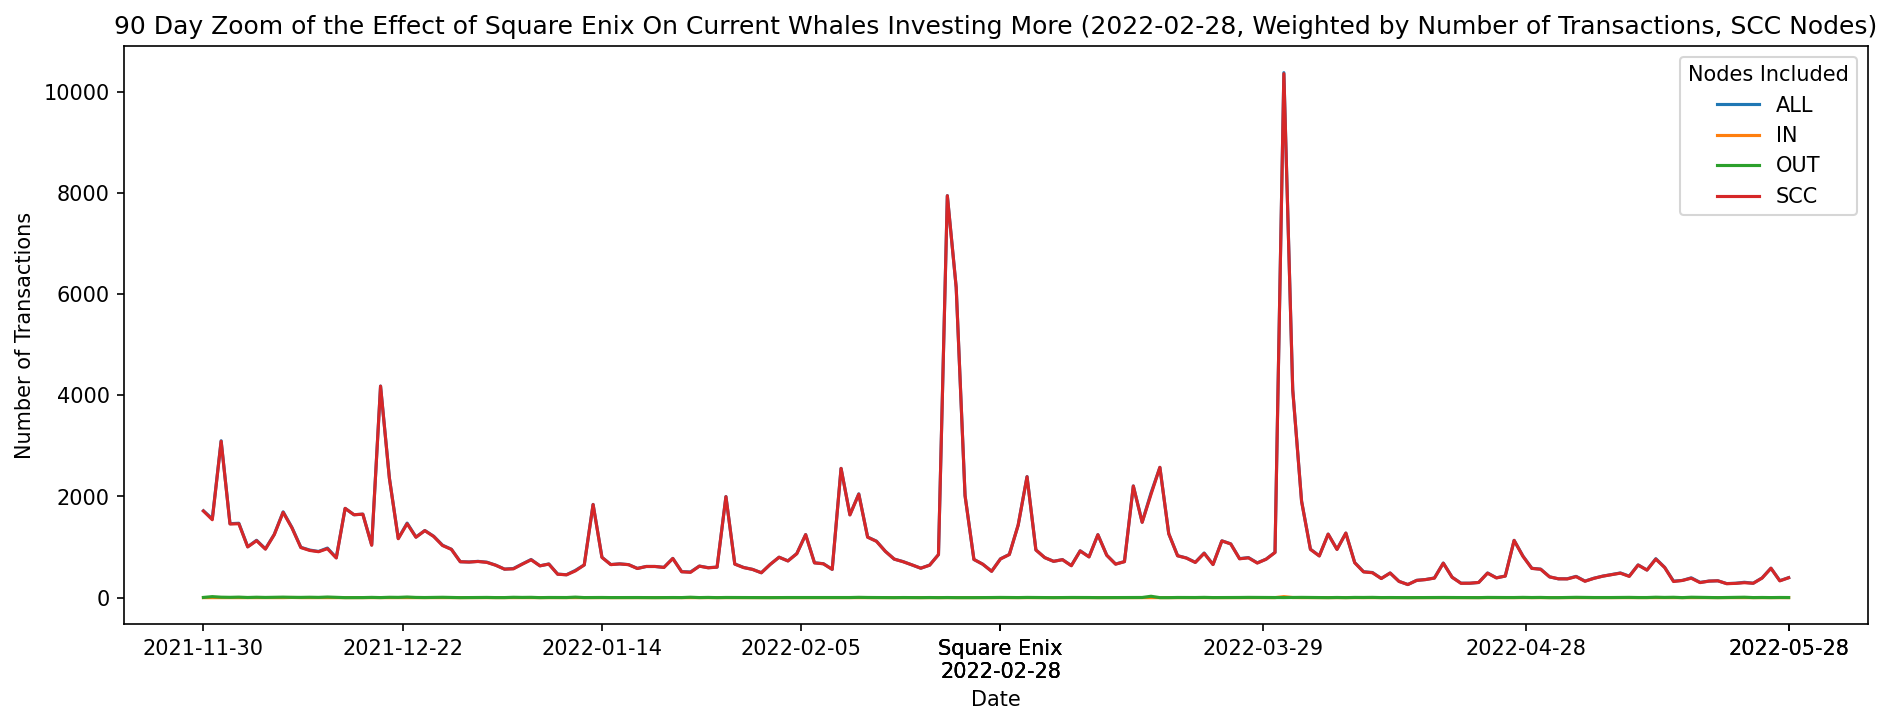 90 Day Zoom of the Effect of Square Enix On Current Whales Investing More (2022-02-28, Weighted by Number of Transactions, SCC Nodes)
Nodes Included
ALL
IN
OUT
SCC
Number of Transactions
10000
8000
6000
4000
2000
0
2021-11-30
2021-12-22
2022-01-14
2022-02-05
Square Enix
2022-02-28
2022-03-29
2022-04-28
2022-05-28
Date